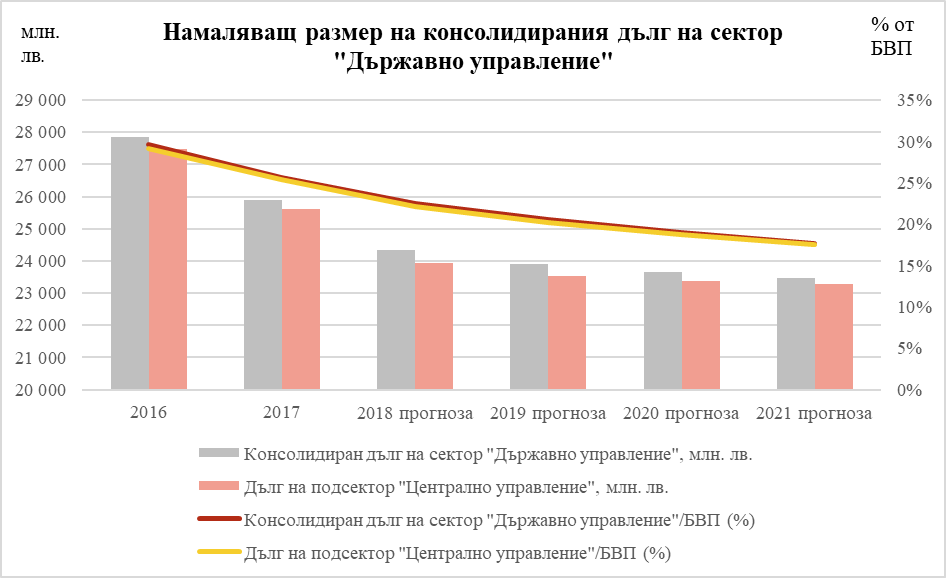 млн.
лв.
Намаляващ размер на консолидирания дълг на сектор
"Държавно управление"
% от
БВП
29 000
28 000
27 000
26 000
25 000
24 000
23 000
22 000
21 000
20 000
35%
30%
25%
20%
15%
10%
5%
0%
2016
2017
2018 прогноза
2019 прогноза
2020 прогноза
2021 прогноза
Консолидиран дълг на сектор "Държавно управление", млн. лв.
Дълг на подсектор "Централно управление", млн. лв.
Консолидиран дълг на сектор "Държавно управление"/БВП (%)
Дълг на подсектор "Централно управление"/БВП (%)